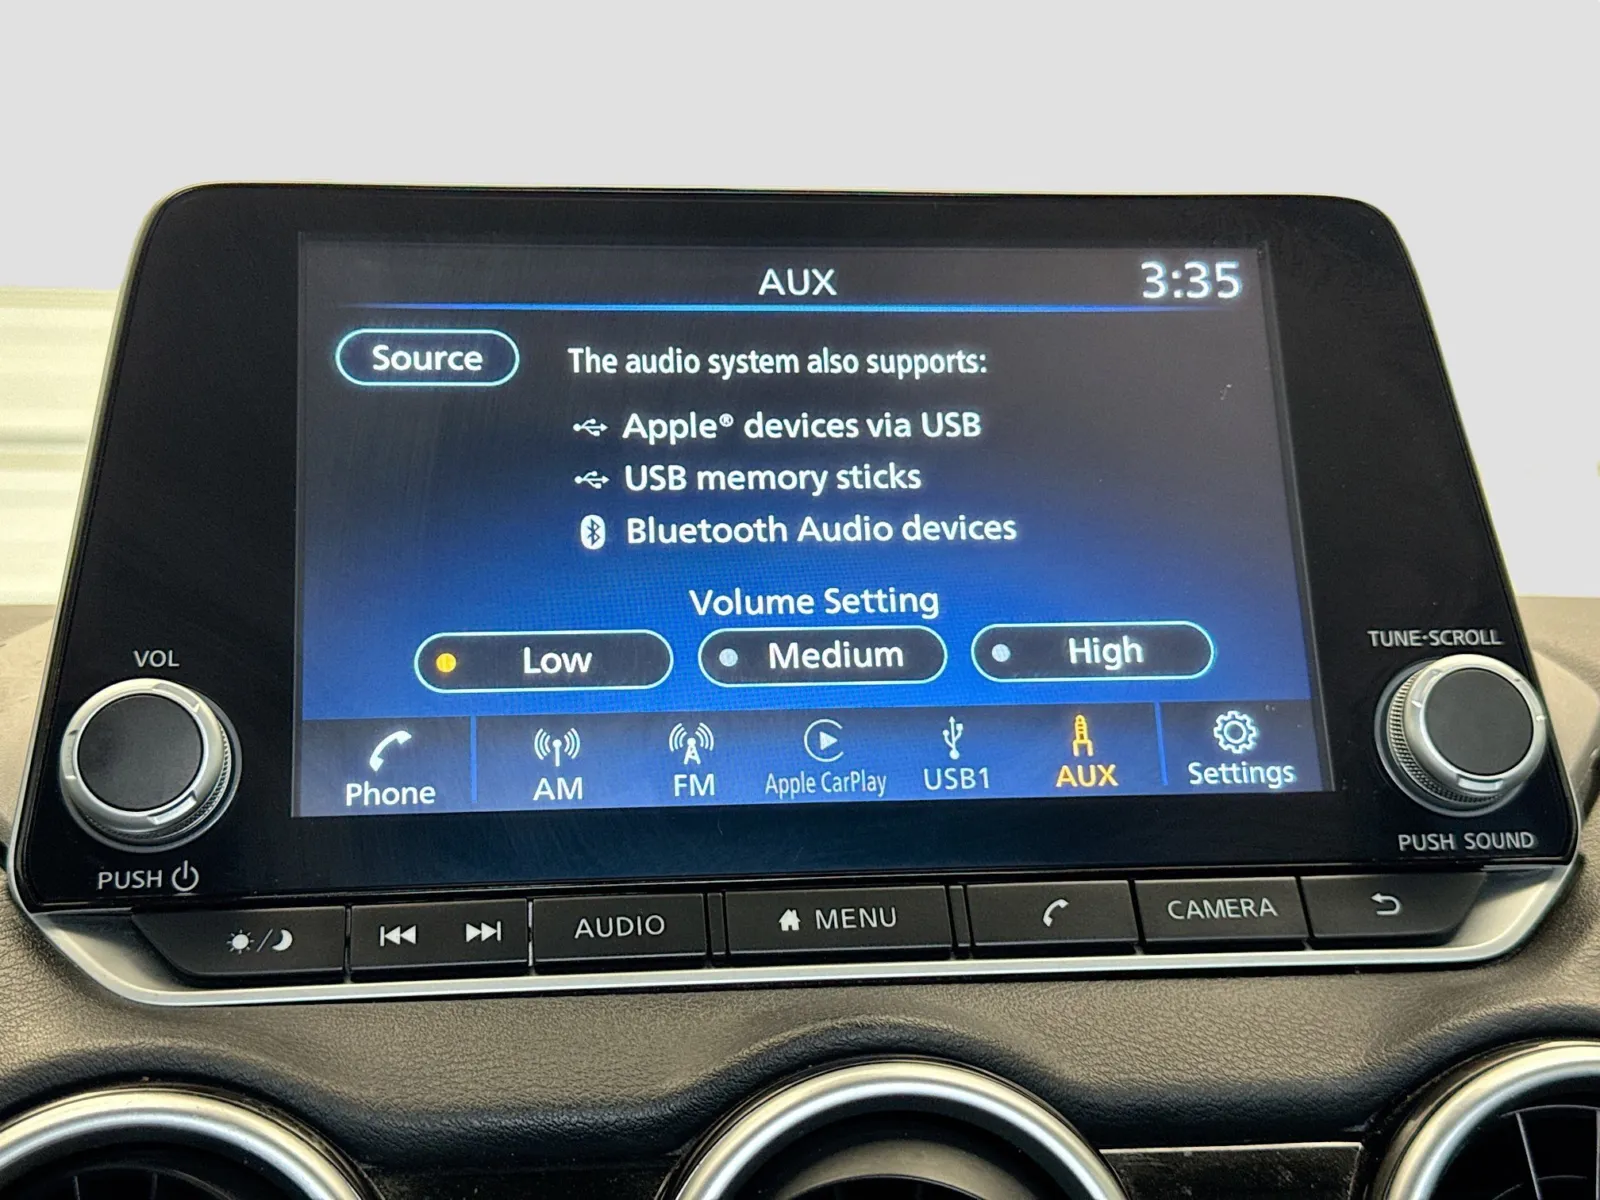 AUX
3:35
Source
The audio system also supports:
Apple® devices via USB
USB memory sticks
Bluetooth Audio devices
Volume Setting
Low
Medium
High
Phone
AM
FM
Apple CarPlay
USB1
AUX
Settings
VOL
PUSH
TUNE·SCROLL
PUSH SOUND
AUDIO
MENU
CAMERA